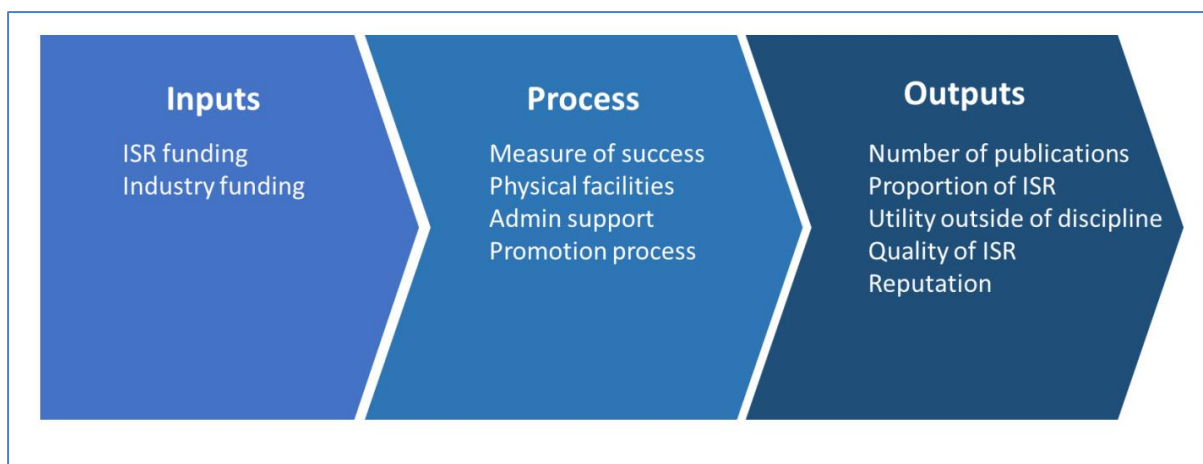 Inputs
ISR funding
Industry funding
Process
Measure of success
Physical facilities
Admin support
Promotion process
Outputs
Number of publications
Proportion of ISR
Utility outside of discipline
Quality of ISR
Reputation